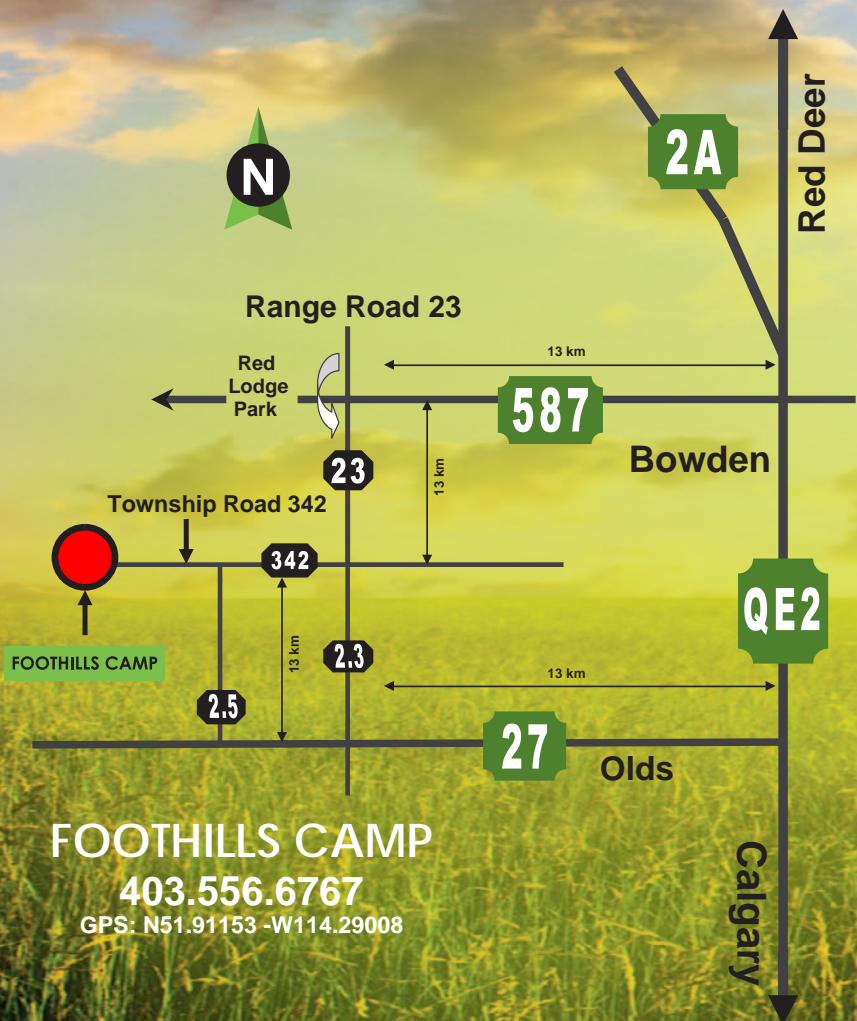 2A
Red Deer
N
Range Road 23
13 km
Red
Lodge
Park
587
Bowden
23
13 km
Township Road 342
342
QE2
FOOTHILLS CAMP
13 km
2.3
13 km
2.5
27
Olds
FOOTHILLS CAMP
403.556.6767
GPS: N51.91153 -W114.29008
Calgary